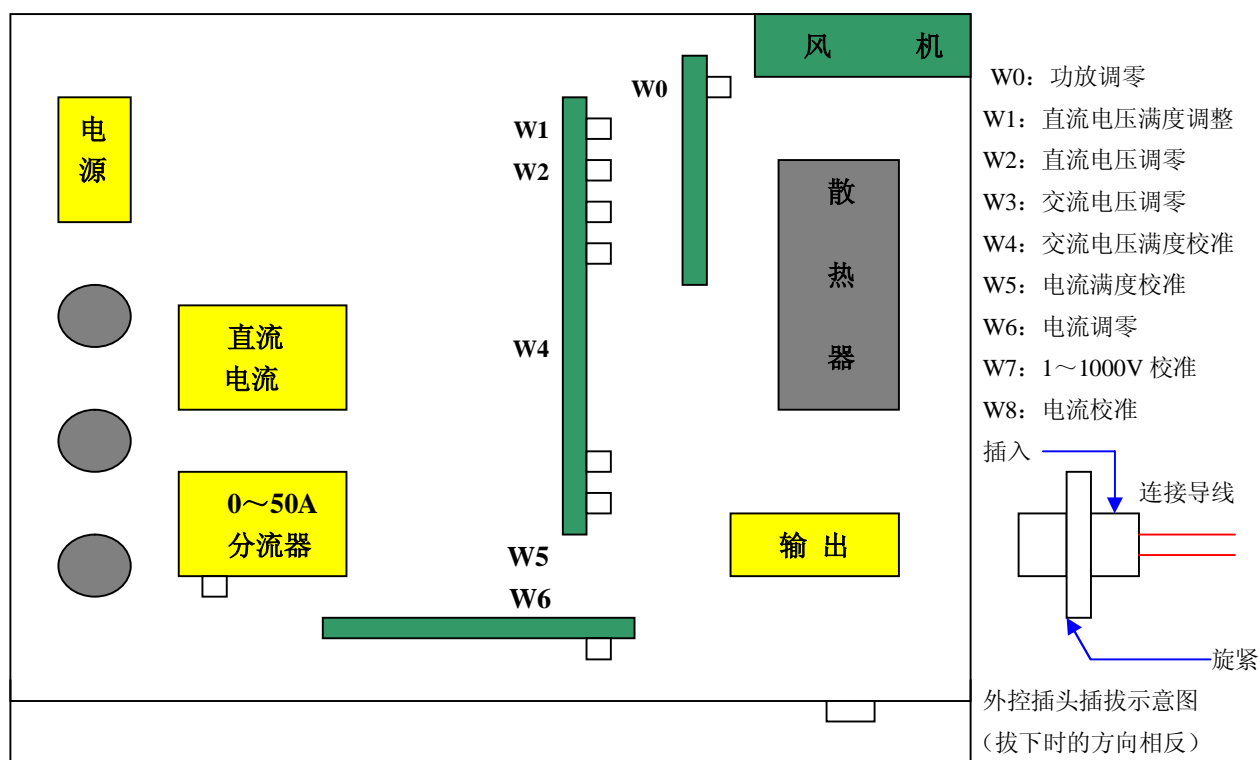 风 机
W0
W1
W2
电
源
散
热
器
直流
电流
W4
0～50A
分流器
输 出
W5
W6
W0：功放调零
W1：直流电压满度调整
W2：直流电压调零
W3：交流电压调零
W4：交流电压满度校准
W5：电流满度校准
W6：电流调零
W7：1～1000V 校准
W8：电流校准
插入
连接导线
旋紧
外控插头插拔示意图
（拔下时的方向相反）